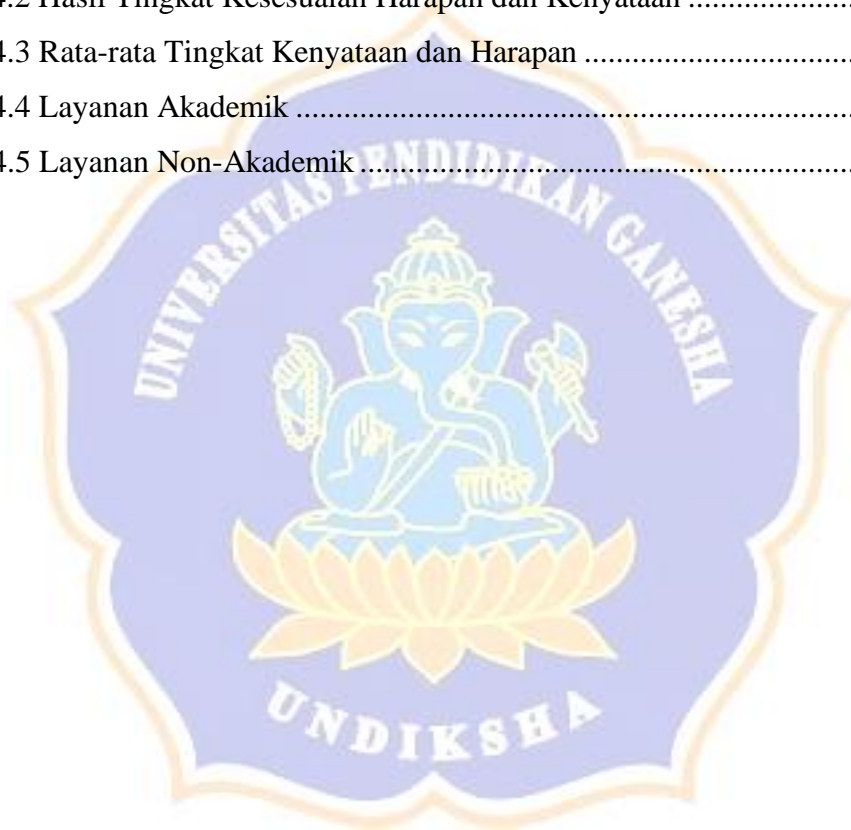 4.2 Hasil Tingkat Kesesuaian Harapan dan Kenyataan ....................
4.3 Rata-rata Tingkat Kenyataan dan Harapan ..................................
4.4 Layanan Akademik .......................................................................
4.5 Layanan Non-Akademik ...............................................................
UNIVERSITAS PENDIDIKAN GANESHA
UNDIKSHA